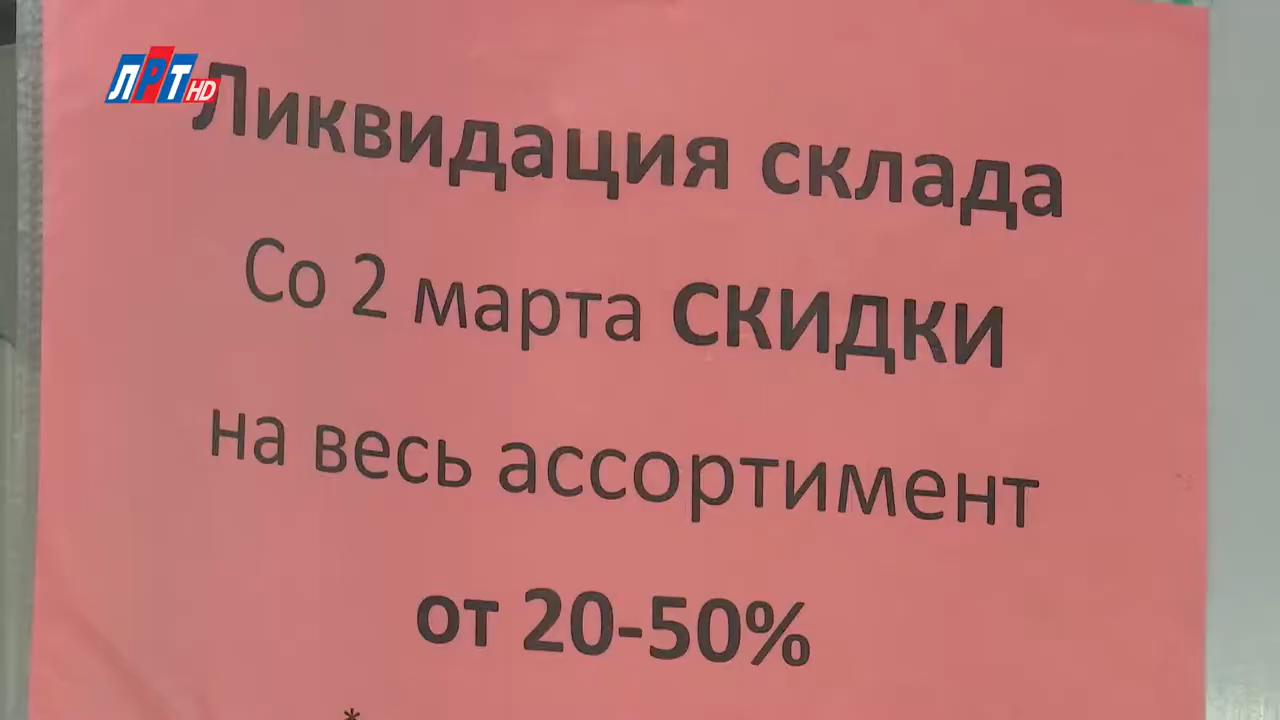 ЛРТ HD
Ликвидация склада
Со 2 марта СКИДКИ
на весь ассортимент
от 20-50%
*